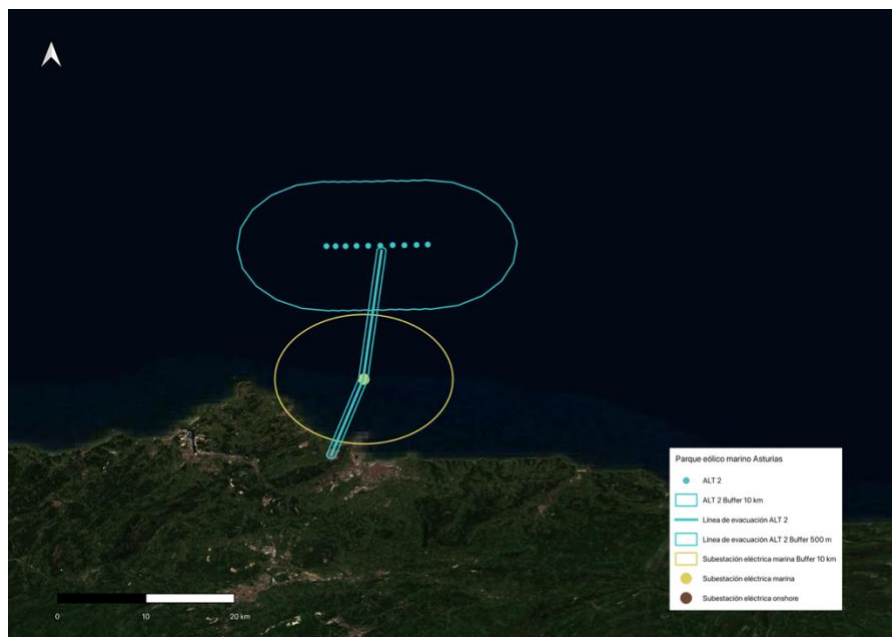 Parque eólico marino Asturias
ALT 2
ALT 2 Buffer 10 km
Línea de evacuación ALT 2
Línea de evacuación ALT 2 Buffer 500 m
Subestación eléctrica marina Buffer 10 km
Subestación eléctrica marina
Subestación eléctrica onshore
0 10 20 km